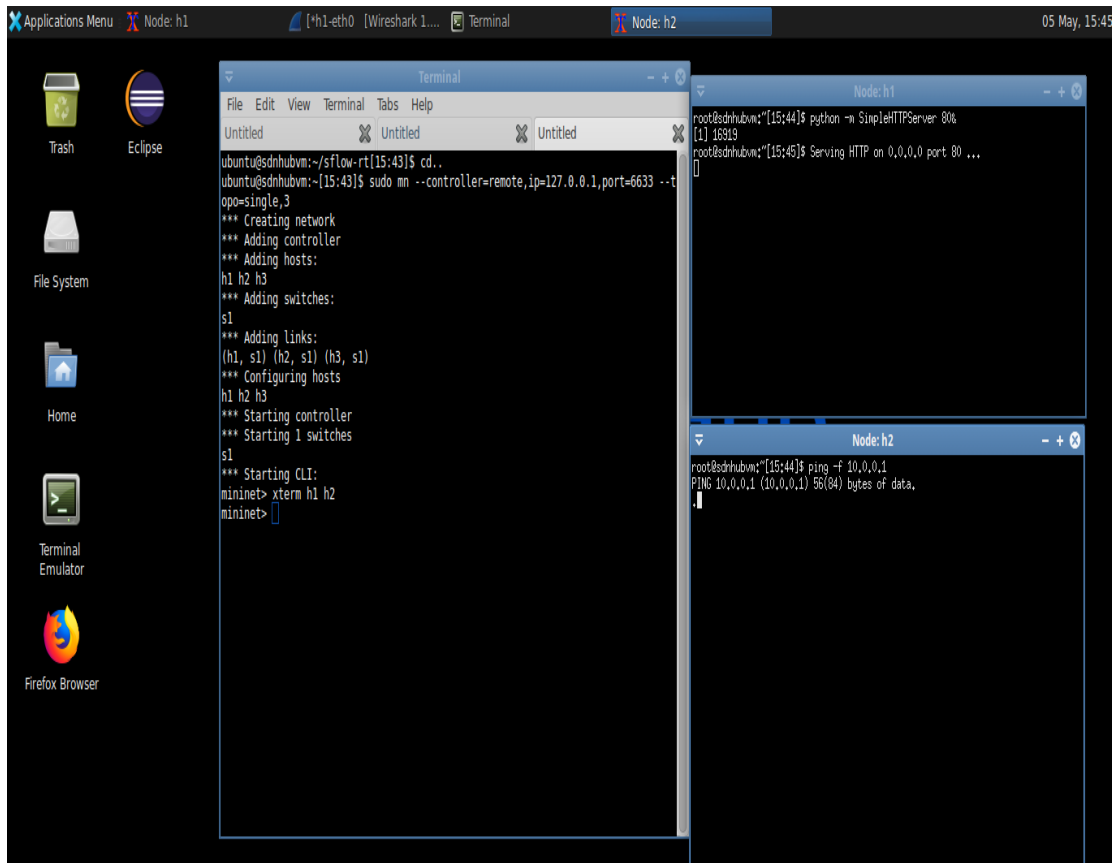 Applications Menu
Node: h1
[*h1-eth0 [Wireshark 1....
Terminal
Node: h2
05 May, 15:45
Trash
Eclipse
File System
Home
Terminal
Emulator
Firefox Browser
Terminal
File Edit View Terminal Tabs Help
Untitled
Untitled
Untitled
ubuntu@sdnhubvm:~/sflow-rt[15:43]$ cd..
ubuntu@sdnhubvm:~[15:43]$ sudo mn --controller=remote,ip=127.0.0.1,port=6633 --t
opo=single,3
*** Creating network
*** Adding controller
*** Adding hosts:
h1 h2 h3
*** Adding switches:
s1
*** Adding links:
(h1, s1) (h2, s1) (h3, s1)
*** Configuring hosts
h1 h2 h3
*** Starting controller
*** Starting 1 switches
s1
*** Starting CLI:
mininet> xterm h1 h2
mininet>
Node: h1
root@sdnhubvm:~[15:44]$ python -m SimpleHTTPServer 80&
[1] 16919
root@sdnhubvm:~[15:45]$ Serving HTTP on 0.0.0.0 port 80 ...
Node: h2
root@sdnhubvm:~[15:44]$ ping -f 10.0.0.1
PING 10.0.0.1 (10.0.0.1) 56(84) bytes of data.
.